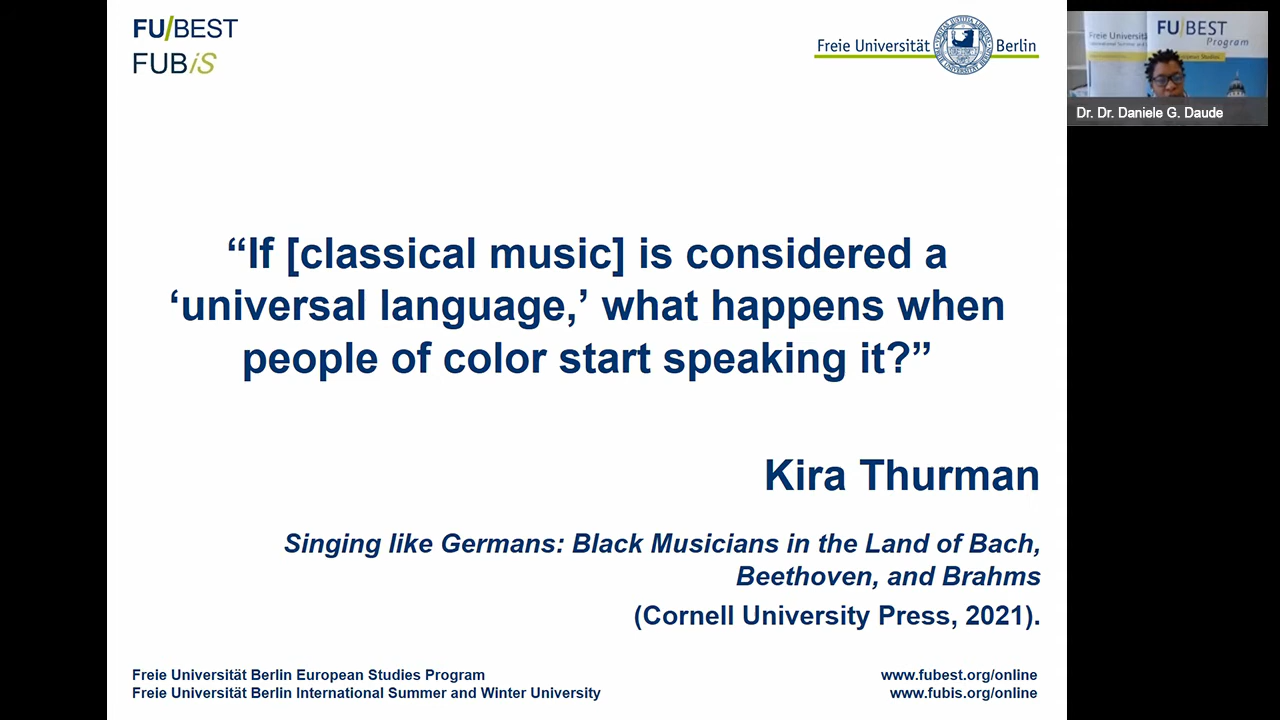 FU/BEST
FUBiS
Freie Universität Berlin
Freie Universitä
FU/BEST
Program
Dr. Dr. Daniele G. Daude
“If [classical music] is considered a
‘universal language,’ what happens when
people of color start speaking it?”
Kira Thurman
Singing like Germans: Black Musicians in the Land of Bach,
Beethoven, and Brahms
(Cornell University Press, 2021).
Freie Universität Berlin European Studies Program
Freie Universität Berlin International Summer and Winter University
www.fubest.org/online
www.fubis.org/online